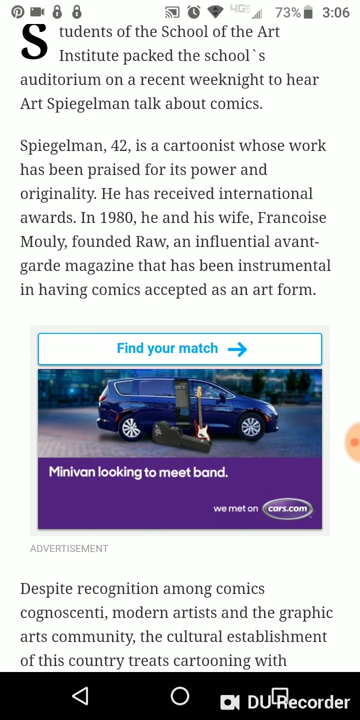 4G
73% 3:06
Students of the School of the Art
Institute packed the school`s
auditorium on a recent weeknight to hear
Art Spiegelman talk about comics.
Spiegelman, 42, is a cartoonist whose work
has been praised for its power and
originality. He has received international
awards. In 1980, he and his wife, Francoise
Mouly, founded Raw, an influential avant-
garde magazine that has been instrumental
in having comics accepted as an art form.
Find your match
Minivan looking to meet band.
we met on cars.com
ADVERTISEMENT
Despite recognition among comics
cognoscenti, modern artists and the graphic
arts community, the cultural establishment
of this country treats cartooning with
DU Recorder